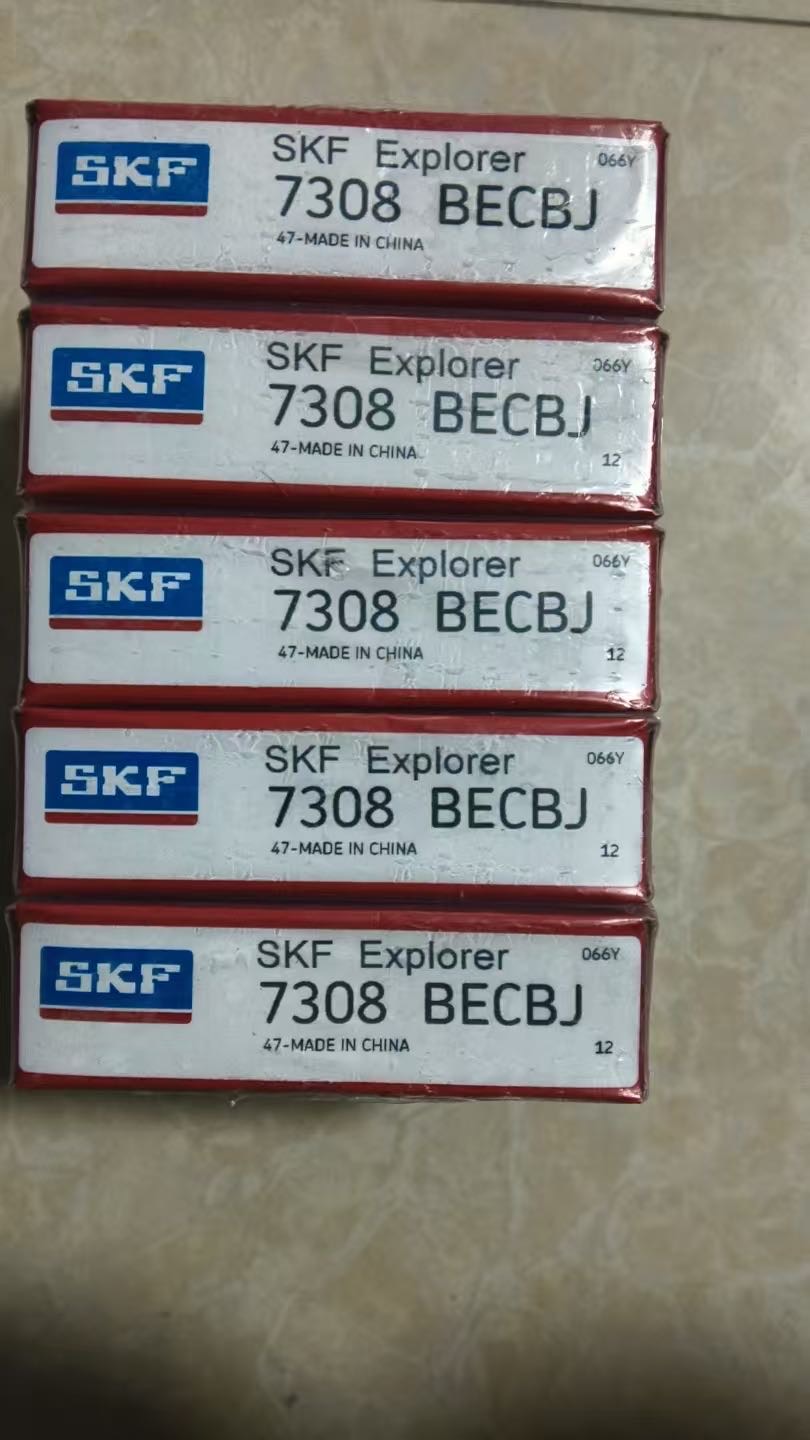 SKF
SKF Explorer
066Y
7308 BECBJ
47-MADE IN CHINA
SKF
SKF Explorer
066Y
7308 BECBJ
47-MADE IN CHINA
12
SKF
SKF Explorer
066Y
7308 BECBJ
47-MADE IN CHINA
12
SKF
SKF Explorer
066Y
7308 BECBJ
47-MADE IN CHINA
12
SKF
SKF Explorer
066Y
7308 BECBJ
47-MADE IN CHINA
12